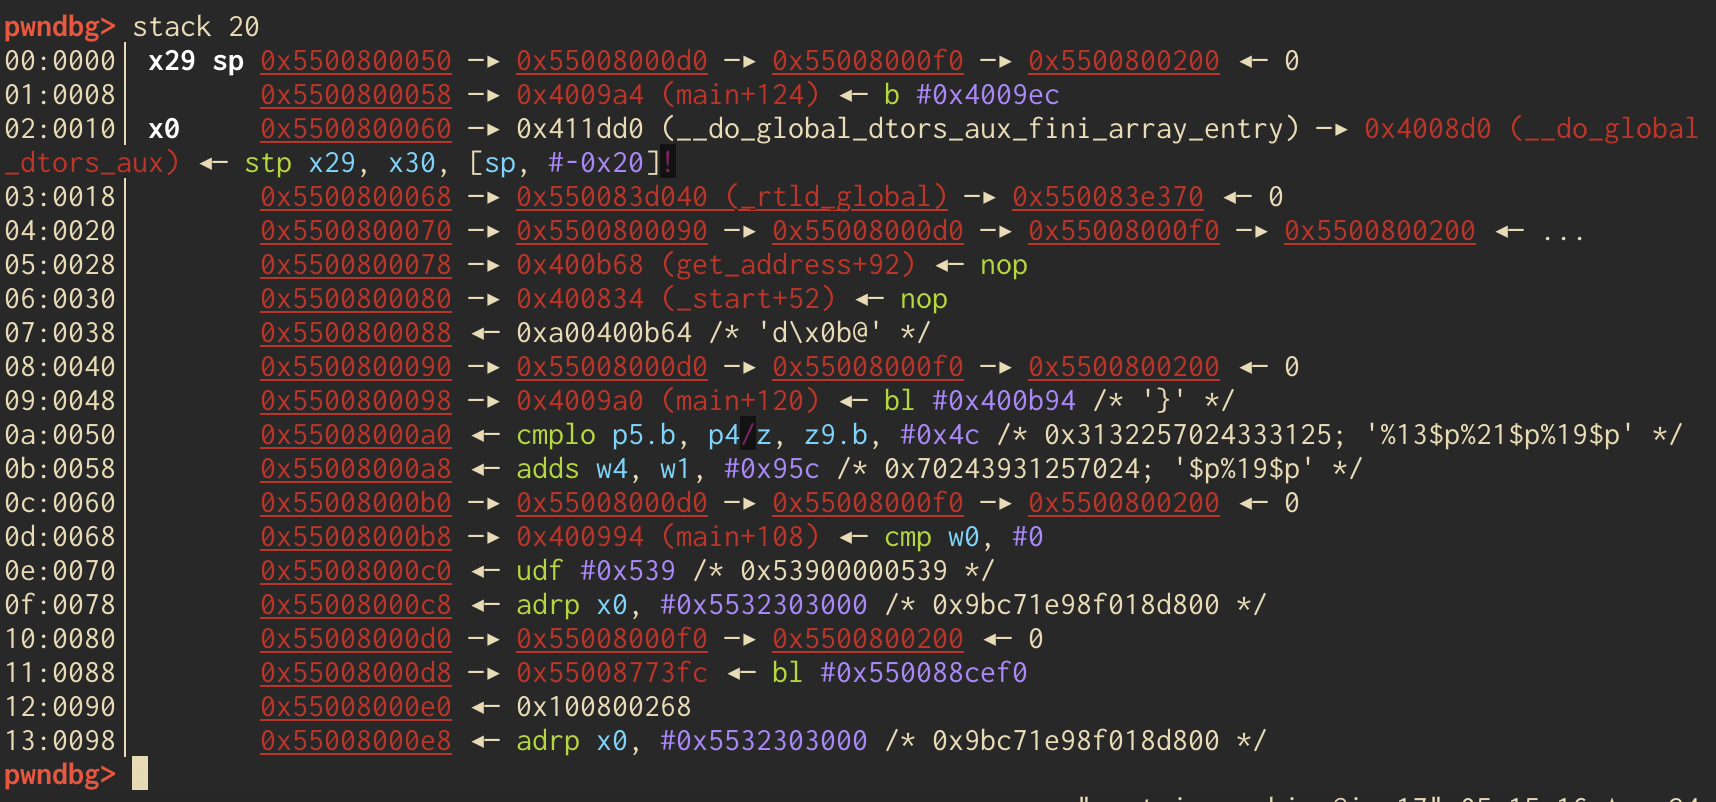 pwndbg> stack 20
00:0000│ x29 sp 0x5500800050 —▸ 0x55008000d0 —▸ 0x55008000f0 —▸ 0x5500800200 ◂— 0
01:0008│ 0x5500800058 —▸ 0x4009a4 (main+124) ◂— b #0x4009ec
02:0010│ x0 0x5500800060 —▸ 0x411dd0 (__do_global_dtors_aux_fini_array_entry) —▸ 0x4008d0 (__do_global
_dtors_aux) ◂— stp x29, x30, [sp, #-0x20]!
03:0018│ 0x5500800068 —▸ 0x550083d040 (_rtld_global) —▸ 0x550083e370 ◂— 0
04:0020│ 0x5500800070 —▸ 0x5500800090 —▸ 0x55008000d0 —▸ 0x55008000f0 —▸ 0x5500800200 ◂— ...
05:0028│ 0x5500800078 —▸ 0x400b68 (get_address+92) ◂— nop
06:0030│ 0x5500800080 —▸ 0x400834 (_start+52) ◂— nop
07:0038│ 0x5500800088 ◂— 0xa00400b64 /* 'd\x0b@' */
08:0040│ 0x5500800090 —▸ 0x55008000d0 —▸ 0x55008000f0 —▸ 0x5500800200 ◂— 0
09:0048│ 0x5500800098 —▸ 0x4009a0 (main+120) ◂— bl #0x400b94 /* '}' */
0a:0050│ 0x55008000a0 ◂— cmplo p5.b, p4/z, z9.b, #0x4c /* 0x3132257024333125; '%13$p%21$p%19$p' */
0b:0058│ 0x55008000a8 ◂— adds w4, w1, #0x95c /* 0x70243931257024; '$p%19$p' */
0c:0060│ 0x55008000b0 —▸ 0x55008000d0 —▸ 0x55008000f0 —▸ 0x5500800200 ◂— 0
0d:0068│ 0x55008000b8 —▸ 0x400994 (main+108) ◂— cmp w0, #0
0e:0070│ 0x55008000c0 ◂— udf #0x539 /* 0x53900000539 */
0f:0078│ 0x55008000c8 ◂— adrp x0, #0x5532303000 /* 0x9bc71e98f018d800 */
10:0080│ 0x55008000d0 —▸ 0x55008000f0 —▸ 0x5500800200 ◂— 0
11:0088│ 0x55008000d8 —▸ 0x55008773fc ◂— bl #0x550088cef0
12:0090│ 0x55008000e0 ◂— 0x100800268
13:0098│ 0x55008000e8 ◂— adrp x0, #0x5532303000 /* 0x9bc71e98f018d800 */
pwndbg>